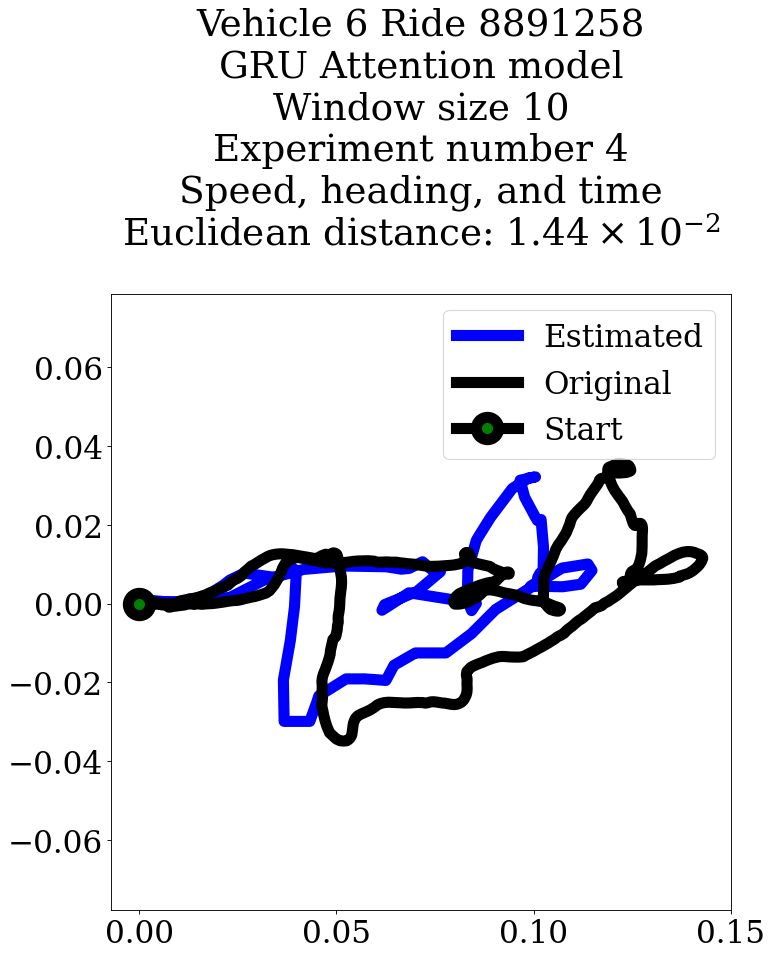 Vehicle 6 Ride 8891258
GRU Attention model
Window size 10
Experiment number 4
Speed, heading, and time
Euclidean distance: 1.44 × 10⁻²
Estimated
Original
Start
0.06
0.04
0.02
0.00
−0.02
−0.04
−0.06
0.00 0.05 0.10 0.15